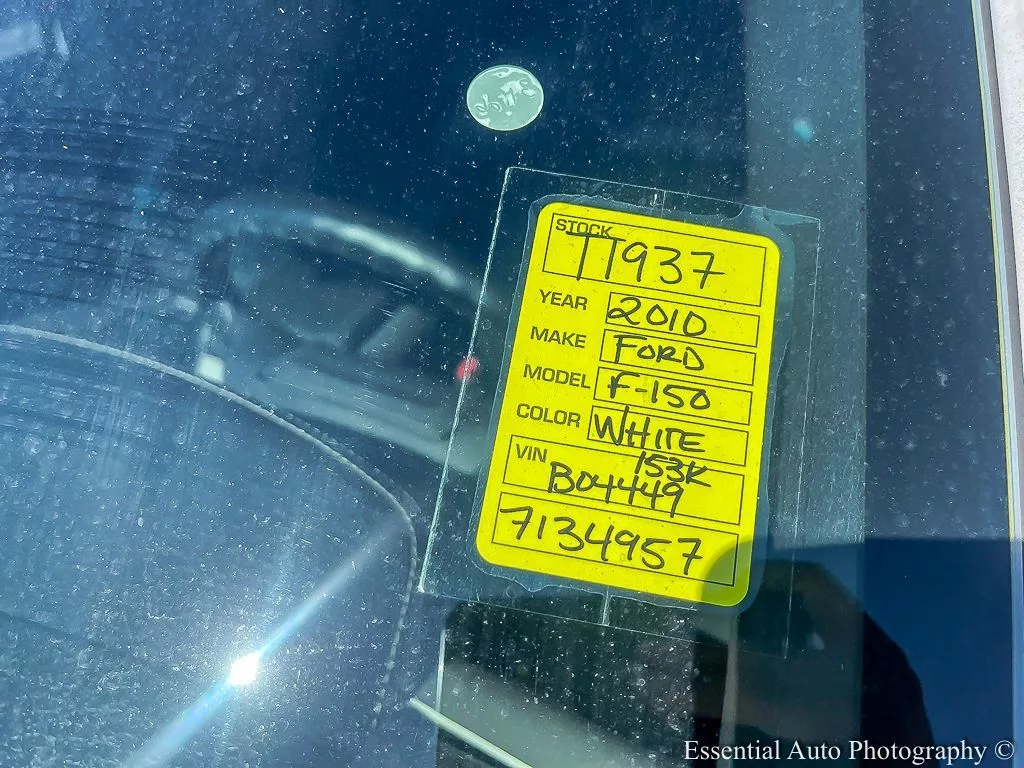 STOCK
TT937
YEAR 2010
MAKE FORD
MODEL F-150
COLOR WHITE
153K
VIN B04449
7134957
Essential Auto Photography ©